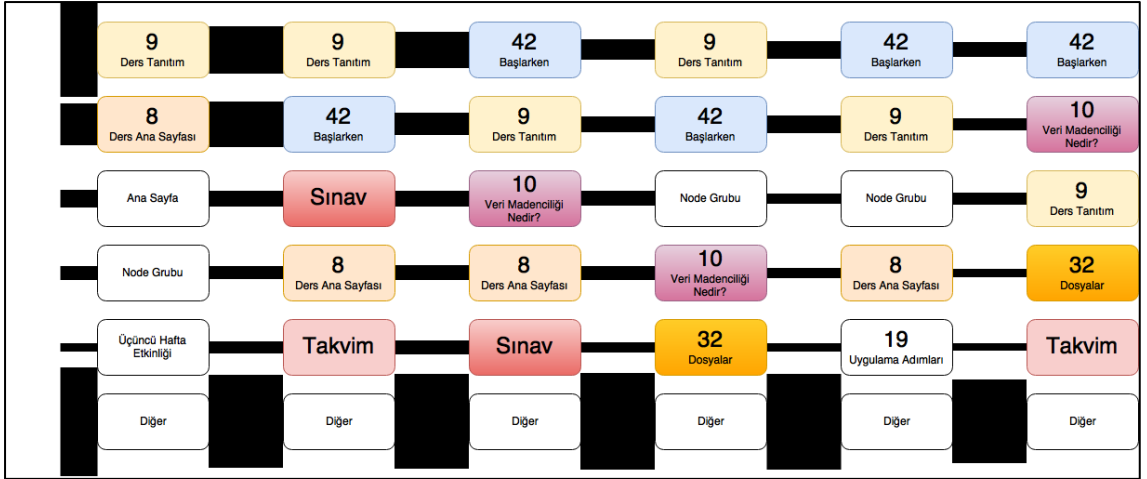 9
Ders Tanıtım
9
Ders Tanıtım
42
Başlarken
9
Ders Tanıtım
42
Başlarken
42
Başlarken
8
Ders Ana Sayfası
42
Başlarken
9
Ders Tanıtım
42
Başlarken
9
Ders Tanıtım
10
Veri Madenciliği
Nedir?
Ana Sayfa
Sınav
10
Veri Madenciliği
Nedir?
Node Grubu
Node Grubu
9
Ders Tanıtım
Node Grubu
8
Ders Ana Sayfası
8
Ders Ana Sayfası
10
Veri Madenciliği
Nedir?
8
Ders Ana Sayfası
32
Dosyalar
Üçüncü Hafta
Etkinliği
Takvim
Sınav
32
Dosyalar
19
Uygulama Adımları
Takvim
Diğer
Diğer
Diğer
Diğer
Diğer
Diğer